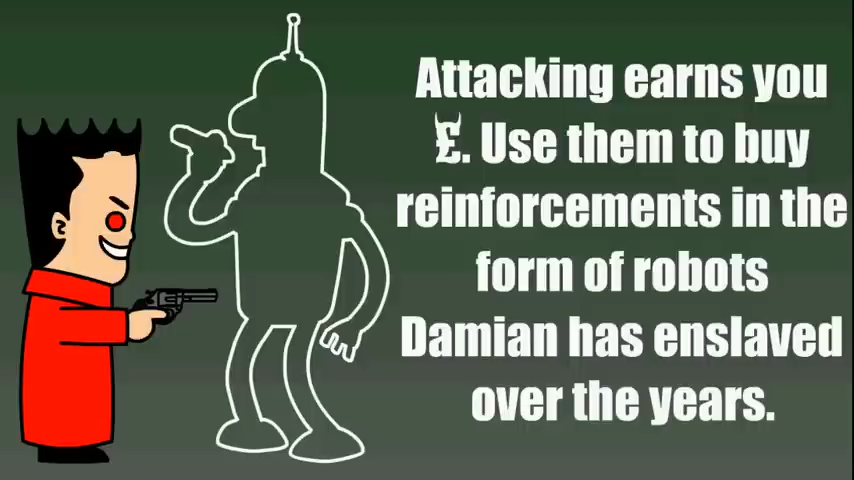 Attacking earns you
£. Use them to buy
reinforcements in the
form of robots
Damian has enslaved
over the years.